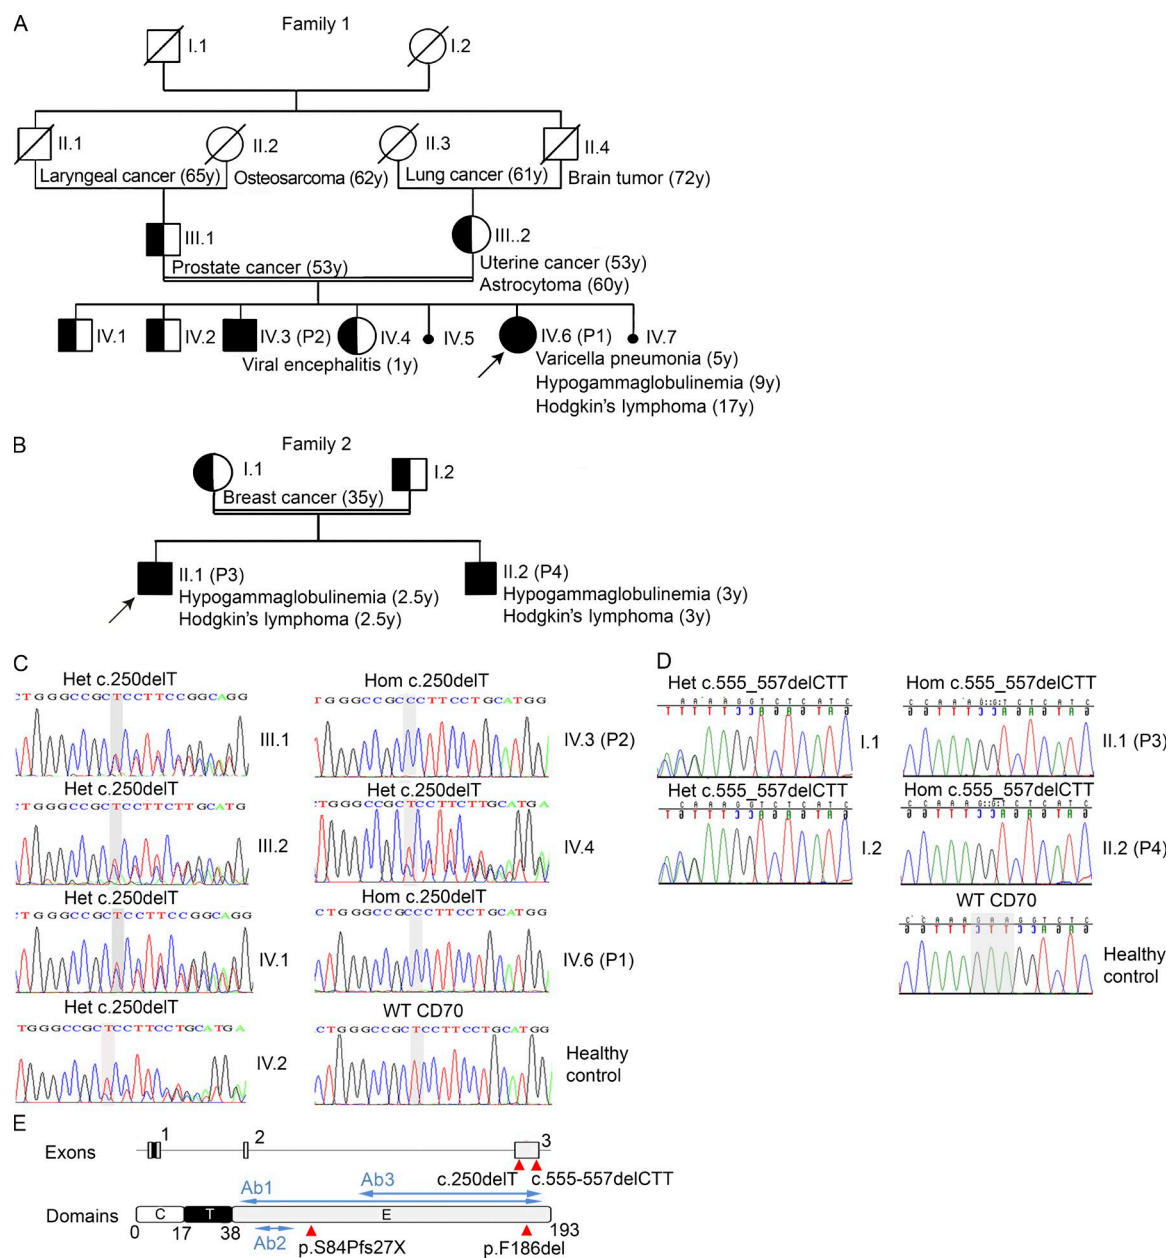 A
Family 1
I.1
I.2
II.1
II.2
II.3
II.4
Laryngeal cancer (65y)
Osteosarcoma (62y)
Lung cancer (61y)
Brain tumor (72y)
III.1
III..2
Prostate cancer (53y)
Uterine cancer (53y)
Astrocytoma (60y)
IV.1
IV.2
IV.3 (P2)
IV.4
IV.5
IV.6 (P1)
IV.7
Viral encephalitis (1y)
Varicella pneumonia (5y)
Hypogammaglobulinemia (9y)
Hodgkin's lymphoma (17y)
B
Family 2
I.1
I.2
Breast cancer (35y)
II.1 (P3)
Hypogammaglobulinemia (2.5y)
Hodgkin's lymphoma (2.5y)
II.2 (P4)
Hypogammaglobulinemia (3y)
Hodgkin's lymphoma (3y)
C
Het c.250delT
TGGGCCGCTCCTTCCGGCAGG
III.1
Hom c.250delT
TGGGCCGCCCTTCCTGCATGG
IV.3 (P2)
Het c.250delT
CTGGGCCGCTCCTTCTTGCATG
III.2
Het c.250delT
TGGGCCGCTCCTTCTTGCATGA
IV.4
Het c.250delT
CTGGGCCGCTCCTTCCGGCAGG
IV.1
Hom c.250delT
CTGGGCCGCCCTTCCTGCATGG
IV.6 (P1)
Het c.250delT
TGGGCCGCTCCTTCCTGCATGA
IV.2
WT CD70
CTGGGCCGCTCCTTCCTGCATGG
Healthy
control
D
Het c.555_557delCTT
I.1
Hom c.555_557delCTT
II.1 (P3)
Het c.555_557delCTT
I.2
Hom c.555_557delCTT
II.2 (P4)
WT CD70
Healthy
control
E
Exons
1
2
3
c.250delT
c.555-557delCTT
Ab1
Ab3
Domains
C
T
E
0
17
38
193
Ab2
p.S84Pfs27X
p.F186del